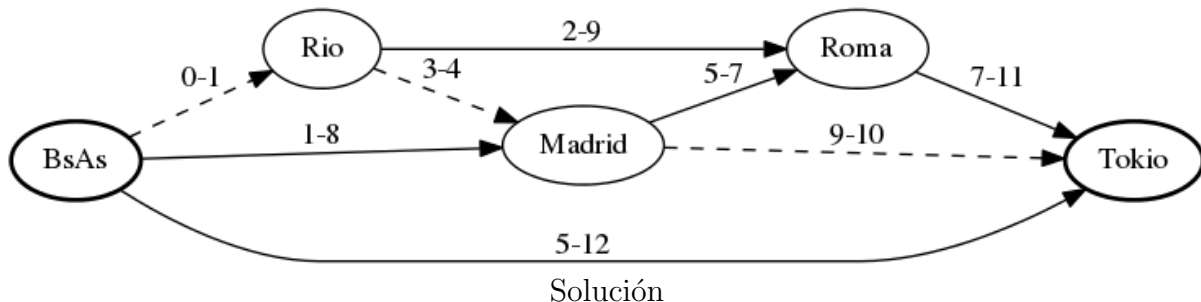 Rio
2-9
Roma
0-1
3-4
5-7
7-11
BsAs
1-8
Madrid
9-10
Tokio
5-12
Solución